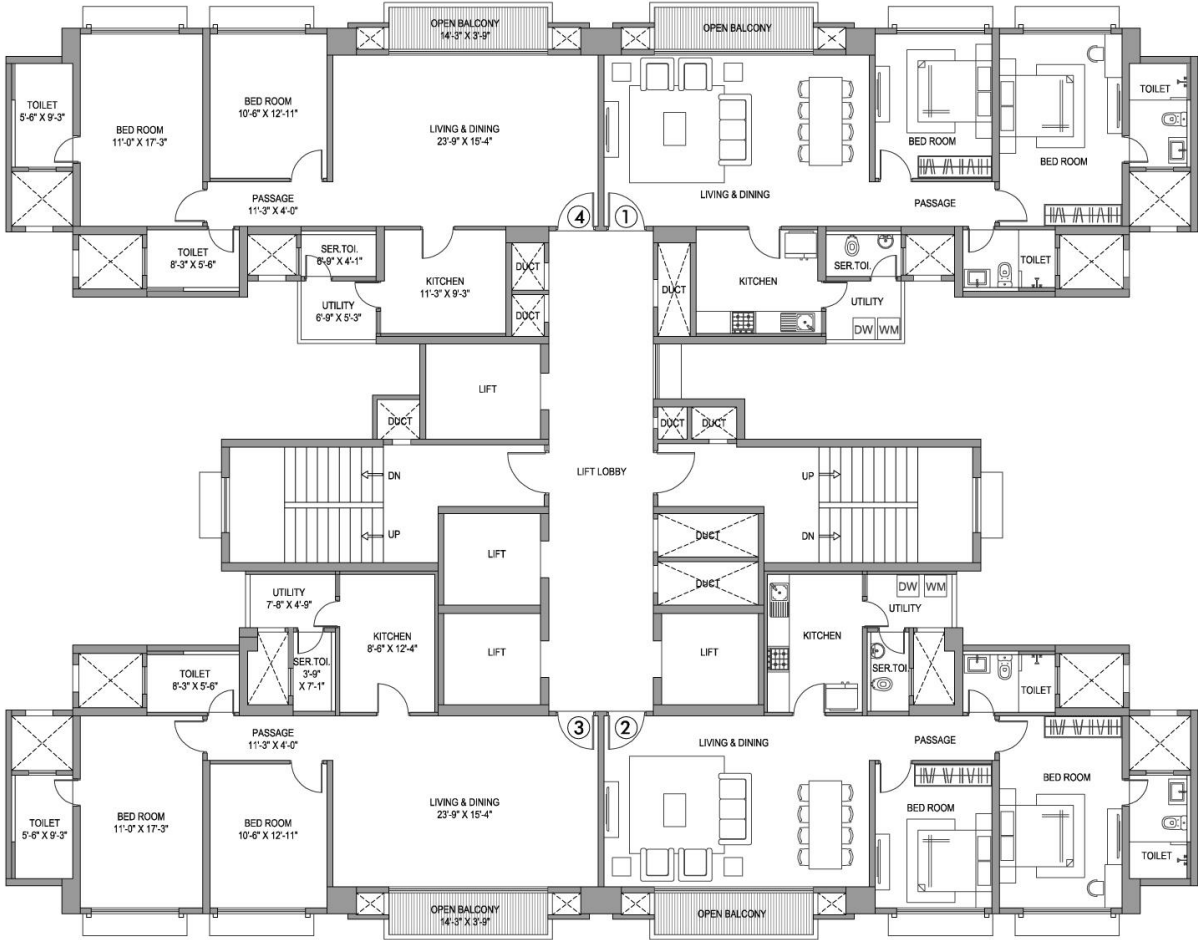 OPEN BALCONY
14'-3" X 3'-9"
OPEN BALCONY
TOILET
5'-6" X 9'-3"
BED ROOM
11'-0" X 17'-3"
BED ROOM
10'-6" X 12'-11"
LIVING & DINING
23'-9" X 15'-4"
BED ROOM
BED ROOM
TOILET
PASSAGE
11'-3" X 4'-0"
LIVING & DINING
PASSAGE
4
1
TOILET
8'-3" X 5'-6"
SER.TOI.
6'-9" X 4'-1"
KITCHEN
11'-3" X 9'-3"
DUCT
DUCT
DUCT
KITCHEN
SER.TOI.
TOILET
UTILITY
6'-9" X 5'-3"
UTILITY
DW
WM
LIFT
DUCT
DUCT
DUCT
LIFT LOBBY
DN
UP
UP
DN
LIFT
DUCT
DUCT
UTILITY
7'-8" X 4'-9"
KITCHEN
8'-6" X 12'-4"
SER.TOI.
3'-9"
X 7'-1"
LIFT
LIFT
KITCHEN
DW
WM
UTILITY
SER.TOI.
TOILET
TOILET
8'-3" X 5'-6"
PASSAGE
11'-3" X 4'-0"
3
2
LIVING & DINING
PASSAGE
TOILET
5'-6" X 9'-3"
BED ROOM
11'-0" X 17'-3"
BED ROOM
10'-6" X 12'-11"
LIVING & DINING
23'-9" X 15'-4"
BED ROOM
BED ROOM
TOILET
OPEN BALCONY
14'-3" X 3'-9"
OPEN BALCONY